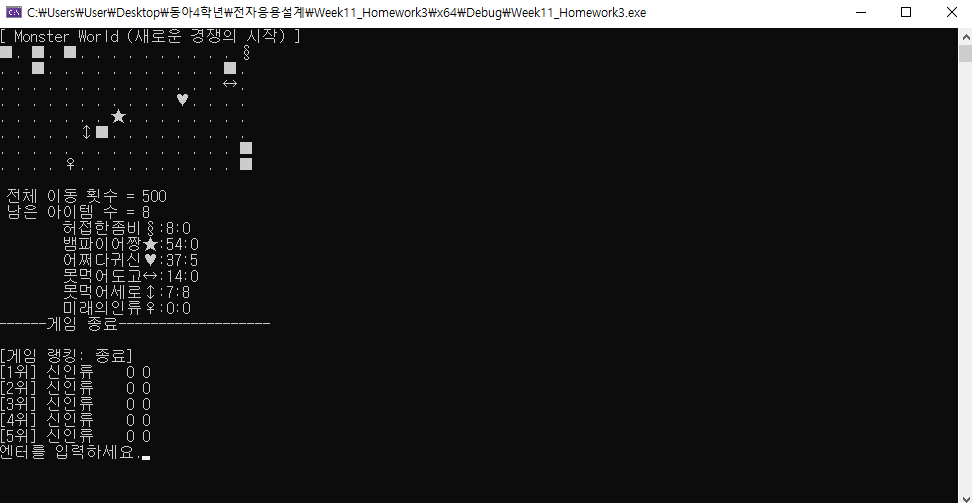 C:₩Users₩User₩Desktop₩동아4학년₩전자응용설계₩Week11_Homework3₩x64₩Debug₩Week11_Homework3.exe
[ Monster World (새로운 경쟁의 시작) ]
■.■.■..........§
..■...........■.
..............↔.
...........♥....
.......★........
.....↕■.........
...............■
....♀..........■
전체 이동 횟수 = 500
남은 아이템 수 = 8
허접한좀비§:8:0
뱀파이어짱★:54:0
어쩌다귀신♥:37:5
못먹어도고↔:14:0
못먹어세로↕:7:8
미래의인류♀:0:0
------게임 종료-------------------
[게임 랭킹: 종료]
[1위] 신인류    0 0
[2위] 신인류    0 0
[3위] 신인류    0 0
[4위] 신인류    0 0
[5위] 신인류    0 0
엔터를 입력하세요.